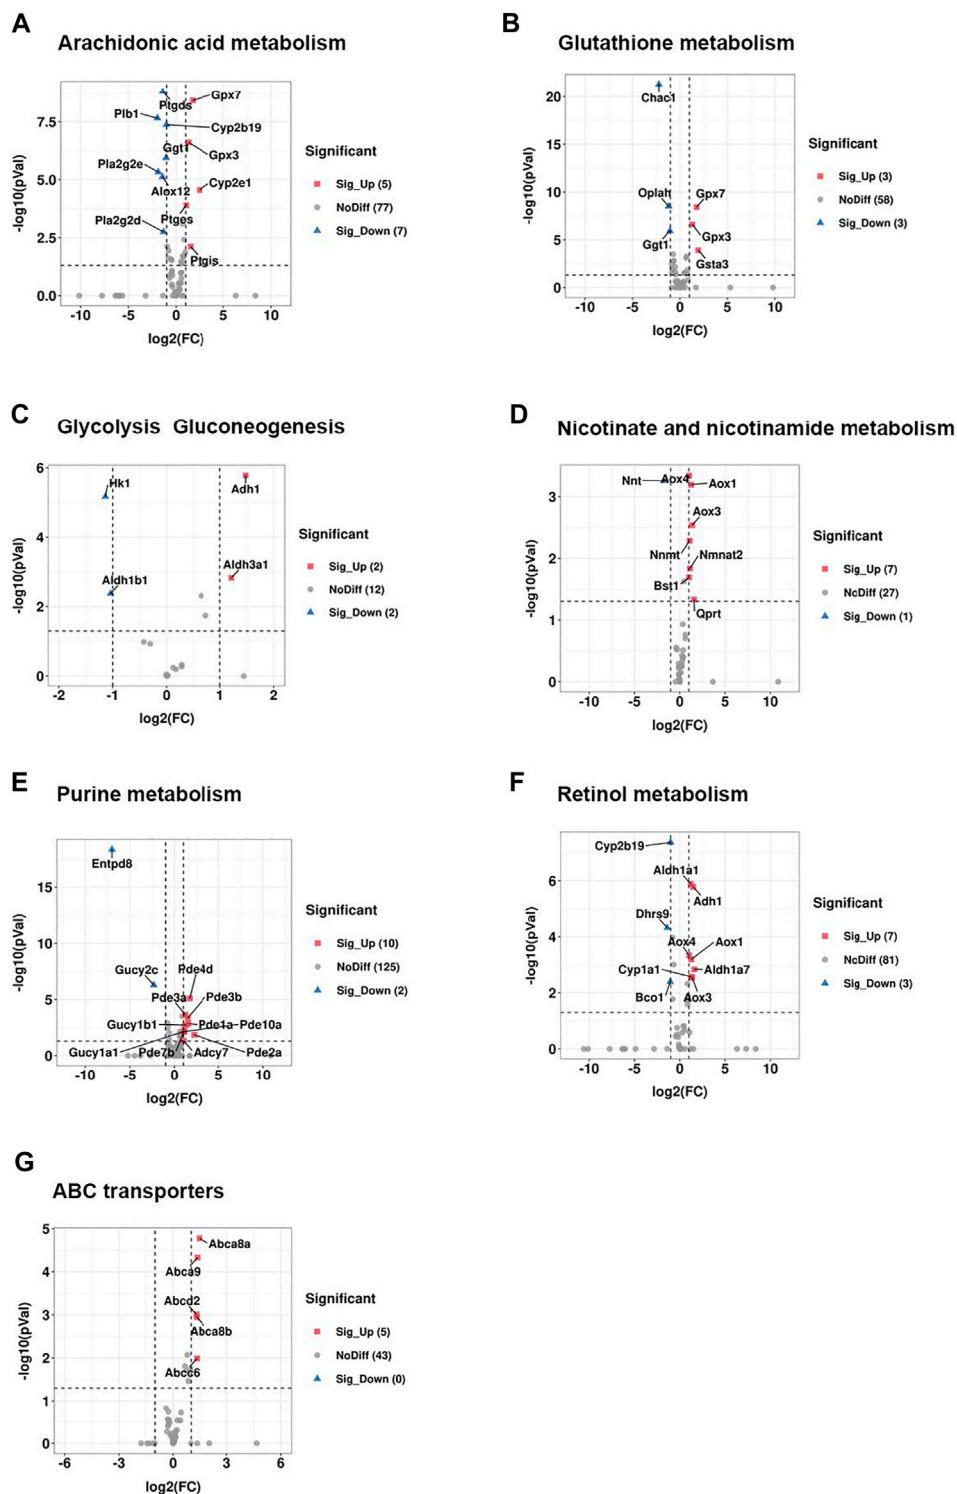 A
Arachidonic acid metabolism
Ptgds
Gpx7
Plb1
Cyp2b19
Ggt1
Gpx3
Pla2g2e
Alox12
Cyp2e1
Pla2g2d
Ptges
Ptgis
7.5
5.0
2.5
0.0
-10
-5
0
5
10
-log10(pVal)
log2(FC)
Significant
Sig_Up (5)
NoDiff (77)
Sig_Down (7)
B
Glutathione metabolism
Chac1
Oplah
Gpx7
Ggt1
Gpx3
Gsta3
20
15
10
5
0
-10
-5
0
5
10
-log10(pVal)
log2(FC)
Significant
Sig_Up (3)
NoDiff (58)
Sig_Down (3)
C
Glycolysis Gluconeogenesis
Hk1
Adh1
Aldh3a1
Aldh1b1
6
4
2
0
-2
-1
0
1
2
-log10(pVal)
log2(FC)
Significant
Sig_Up (2)
NoDiff (12)
Sig_Down (2)
D
Nicotinate and nicotinamide metabolism
Nnt
Aox4
Aox1
Aox3
Nnmt
Nmnat2
Bst1
Qprt
3
2
1
0
-10
-5
0
5
10
-log10(pVal)
log2(FC)
Significant
Sig_Up (7)
NoDiff (27)
Sig_Down (1)
E
Purine metabolism
Entpd8
Gucy2c
Pde4d
Pde3a
Pde3b
Gucy1b1
Pde1a
Pde10a
Gucy1a1
Pde7b
Adcy7
Pde2a
15
10
5
0
-10
-5
0
5
10
-log10(pVal)
log2(FC)
Significant
Sig_Up (10)
NoDiff (125)
Sig_Down (2)
F
Retinol metabolism
Cyp2b19
Aldh1a1
Adh1
Dhrs9
Aox4
Aox1
Cyp1a1
Aldh1a7
Bco1
Aox3
6
4
2
0
-10
-5
0
5
10
-log10(pVal)
log2(FC)
Significant
Sig_Up (7)
NoDiff (81)
Sig_Down (3)
G
ABC transporters
Abca8a
Abca9
Abcd2
Abca8b
Abcc6
5
4
3
2
1
0
-6
-3
0
3
6
-log10(pVal)
log2(FC)
Significant
Sig_Up (5)
NoDiff (43)
Sig_Down (0)